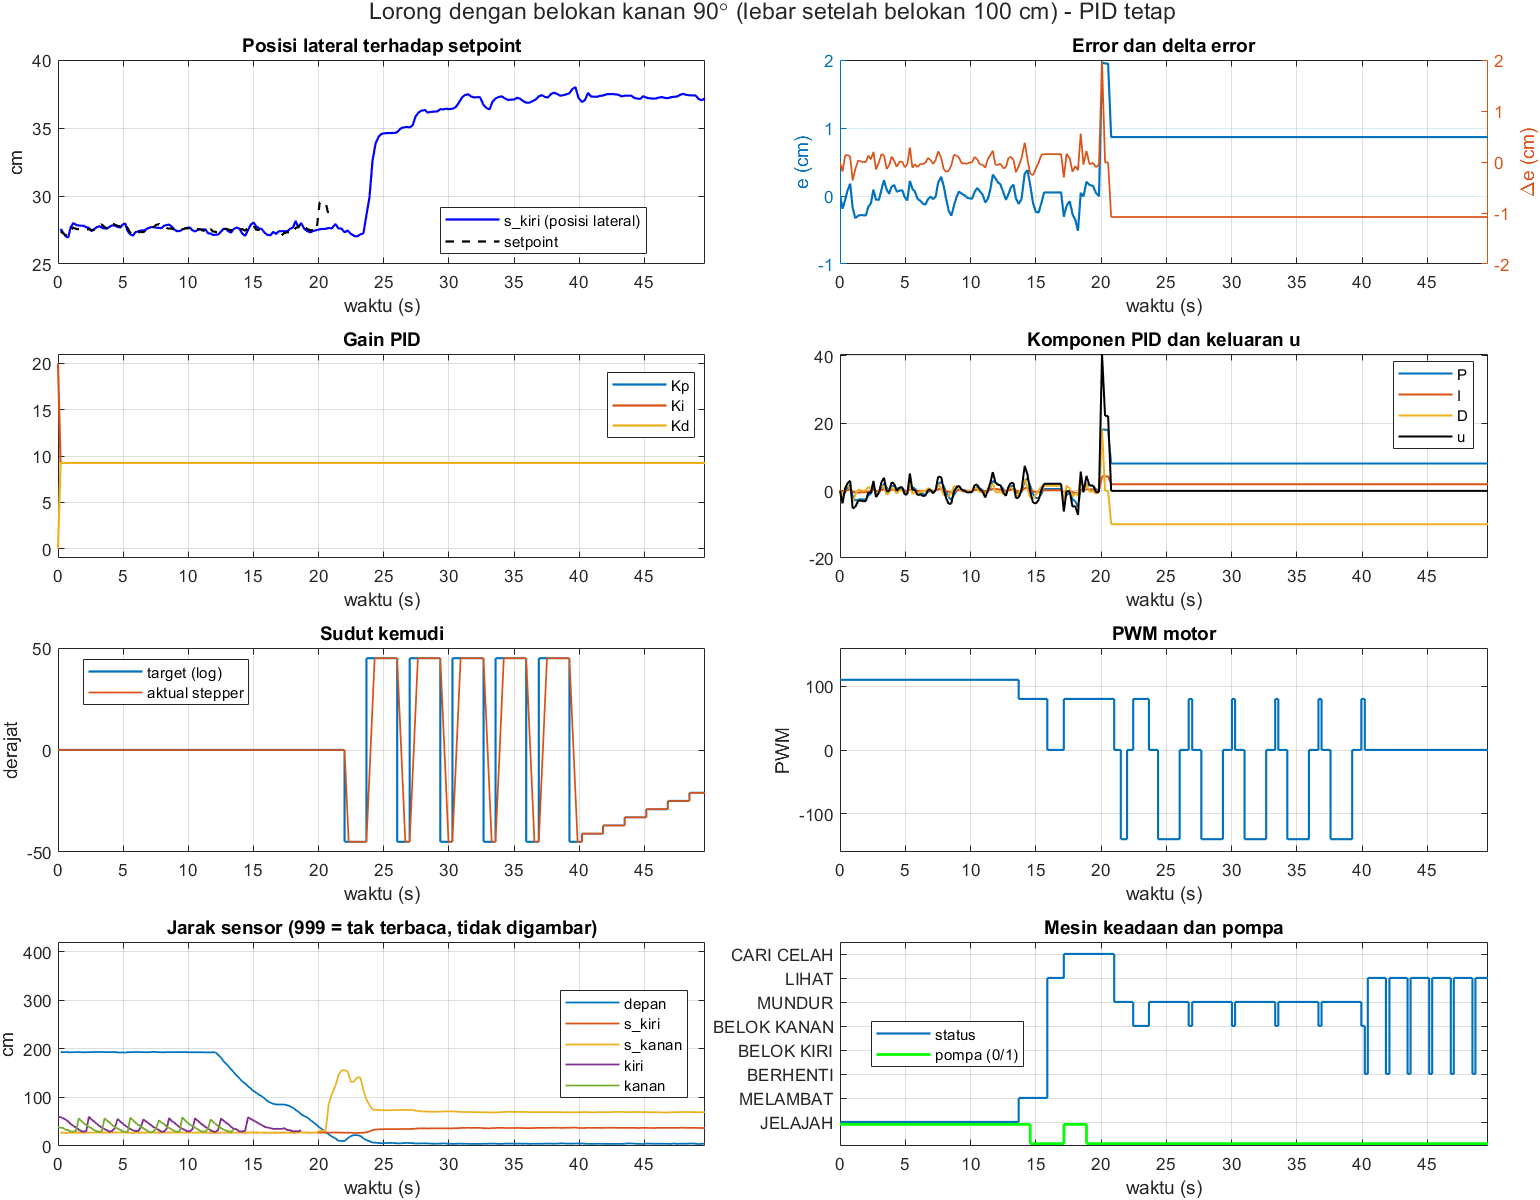 Lorong dengan belokan kanan 90° (lebar setelah belokan 100 cm) - PID tetap
Posisi lateral terhadap setpoint
40
35
30
25
cm
0 5 10 15 20 25 30 35 40 45
waktu (s)
s_kiri (posisi lateral)
setpoint
Error dan delta error
2
1
0
-1
e (cm)
2
1
0
-1
-2
Δe (cm)
0 5 10 15 20 25 30 35 40 45
waktu (s)
Gain PID
20
15
10
5
0
0 5 10 15 20 25 30 35 40 45
waktu (s)
Kp
Ki
Kd
Komponen PID dan keluaran u
40
20
0
-20
0 5 10 15 20 25 30 35 40 45
waktu (s)
P
I
D
u
Sudut kemudi
50
0
-50
derajat
0 5 10 15 20 25 30 35 40 45
waktu (s)
target (log)
aktual stepper
PWM motor
100
0
-100
PWM
0 5 10 15 20 25 30 35 40 45
waktu (s)
Jarak sensor (999 = tak terbaca, tidak digambar)
400
300
200
100
0
cm
0 5 10 15 20 25 30 35 40 45
waktu (s)
depan
s_kiri
s_kanan
kiri
kanan
Mesin keadaan dan pompa
CARI CELAH
LIHAT
MUNDUR
BELOK KANAN
BELOK KIRI
BERHENTI
MELAMBAT
JELAJAH
0 5 10 15 20 25 30 35 40 45
waktu (s)
status
pompa (0/1)